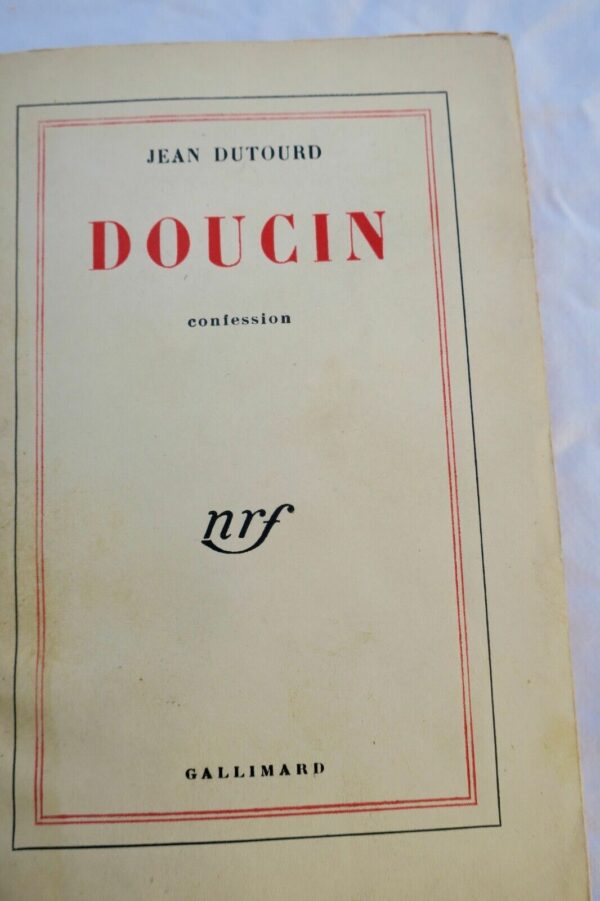 JEAN DUTOURD
DOUCIN
confession
nrf
GALLIMARD